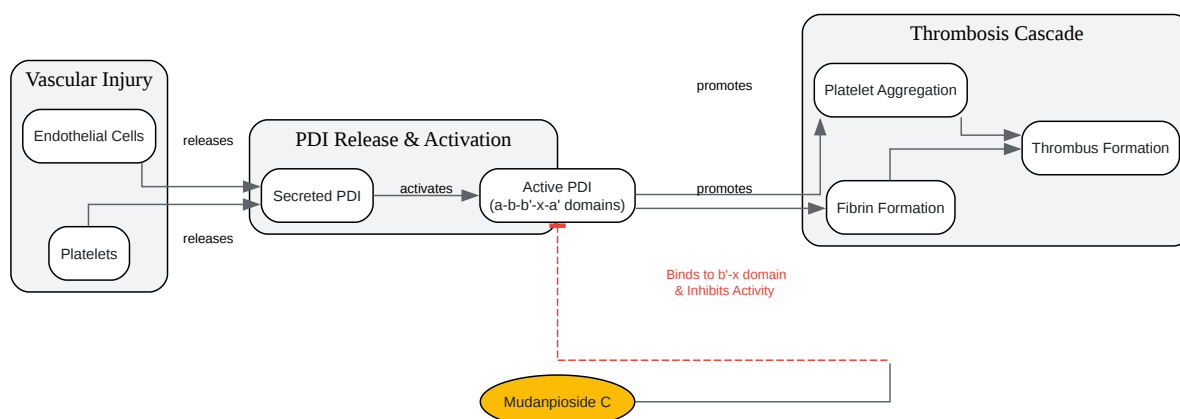 Vascular Injury
Endothelial Cells
Platelets
releases
releases
PDI Release & Activation
Secreted PDI
activates
Active PDI
(a-b-b'-x-a' domains)
promotes
promotes
Thrombosis Cascade
Platelet Aggregation
Fibrin Formation
Thrombus Formation
Binds to b'-x domain
& Inhibits Activity
Mudanpioside C